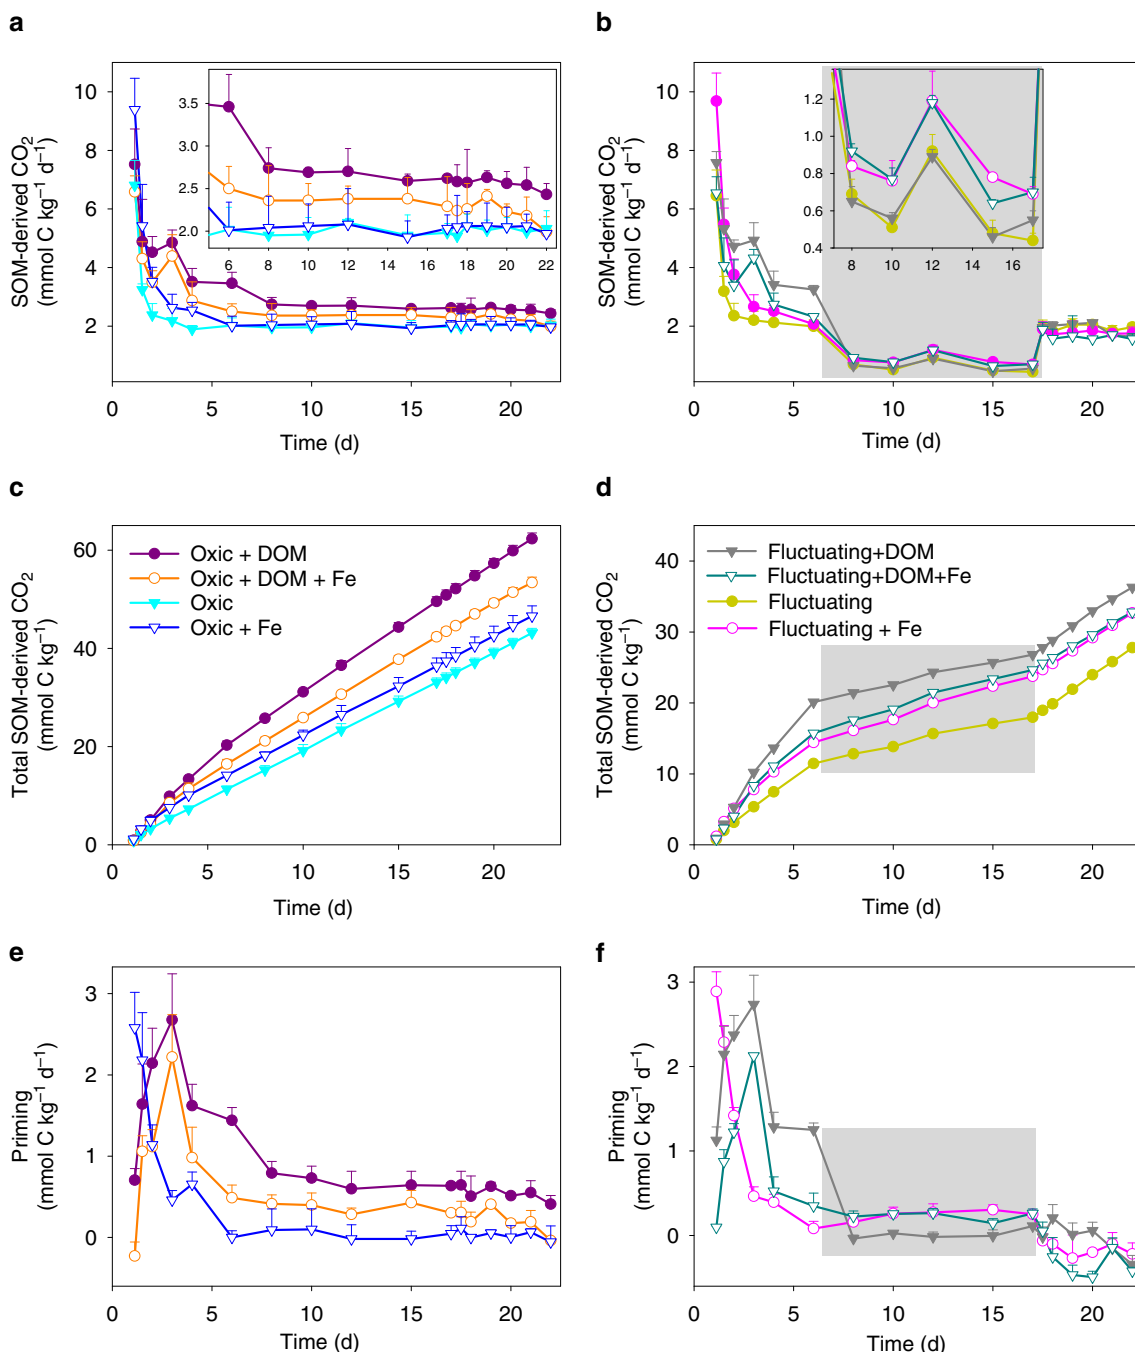 a
b
SOM-derived CO₂
(mmol C kg⁻¹ d⁻¹)
10
8
6
4
2
3.5
3.0
2.5
2.0
6 8 10 12 14 16 18 20 22
0 5 10 15 20
Time (d)
SOM-derived CO₂
(mmol C kg⁻¹ d⁻¹)
10
8
6
4
2
1.2
1.0
0.8
0.6
0.4
8 10 12 14 16
0 5 10 15 20
Time (d)
c
d
Total SOM-derived CO₂
(mmol C kg⁻¹)
60
40
20
0
Oxic + DOM
Oxic + DOM + Fe
Oxic
Oxic + Fe
0 5 10 15 20
Time (d)
Total SOM-derived CO₂
(mmol C kg⁻¹)
40
30
20
10
0
Fluctuating+DOM
Fluctuating+DOM+Fe
Fluctuating
Fluctuating + Fe
0 5 10 15 20
Time (d)
e
f
Priming
(mmol C kg⁻¹ d⁻¹)
3
2
1
0
0 5 10 15 20
Time (d)
Priming
(mmol C kg⁻¹ d⁻¹)
3
2
1
0
0 5 10 15 20
Time (d)